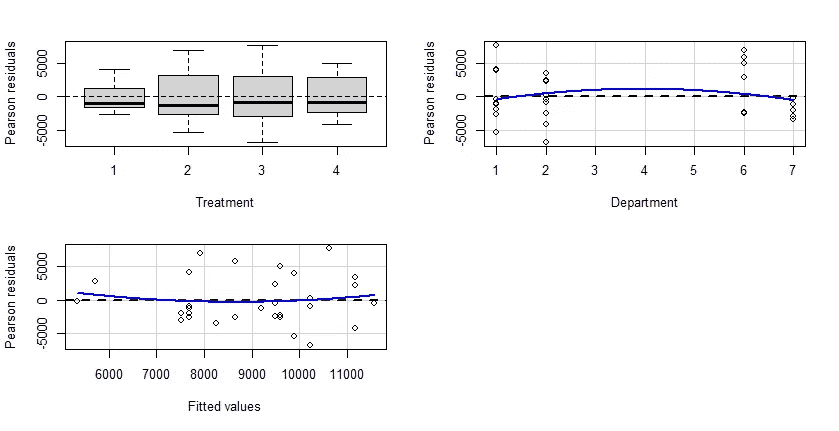 Pearson residuals
5000
0
-5000
1 2 3 4
Treatment
Pearson residuals
5000
0
-5000
1 2 3 4 5 6 7
Department
Pearson residuals
5000
0
-5000
6000 7000 8000 9000 10000 11000
Fitted values